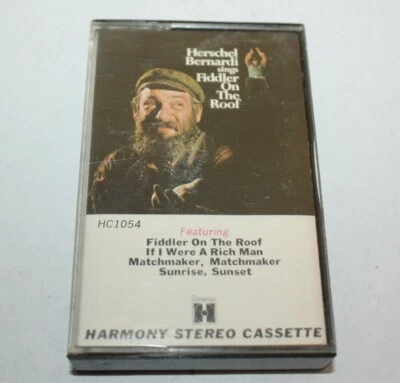 Herschel
Bernardi
sings
Fiddler
On
The
Roof
HC1054
Featuring
Fiddler On The Roof
If I Were A Rich Man
Matchmaker, Matchmaker
Sunrise, Sunset
H
HARMONY STEREO CASSETTE